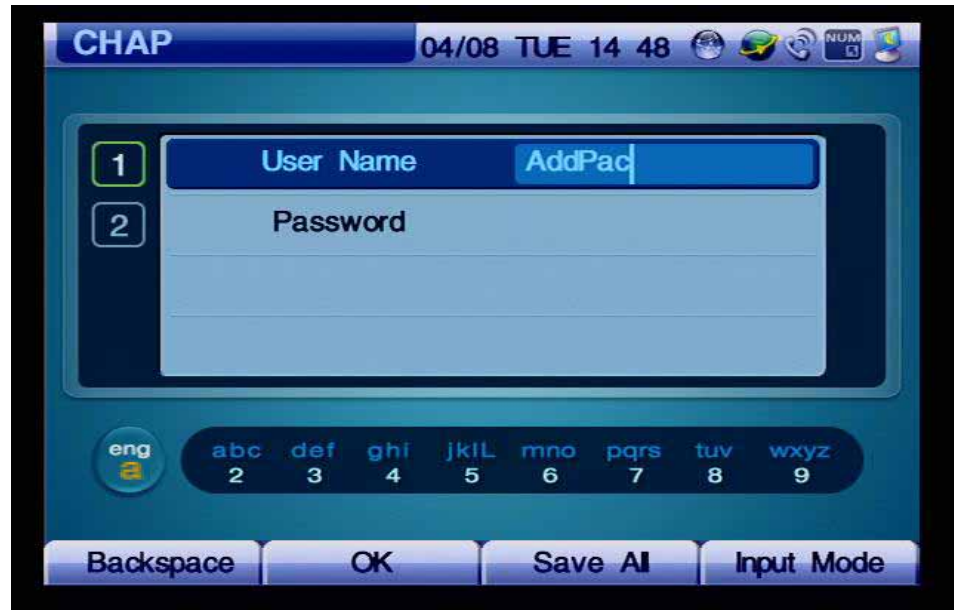 CHAP 04/08 TUE 14 48 NUM
1 User Name AddPac
2 Password
eng abc def ghi jklL mno pqrs tuv wxyz
a 2 3 4 5 6 7 8 9
Backspace OK Save All Input Mode